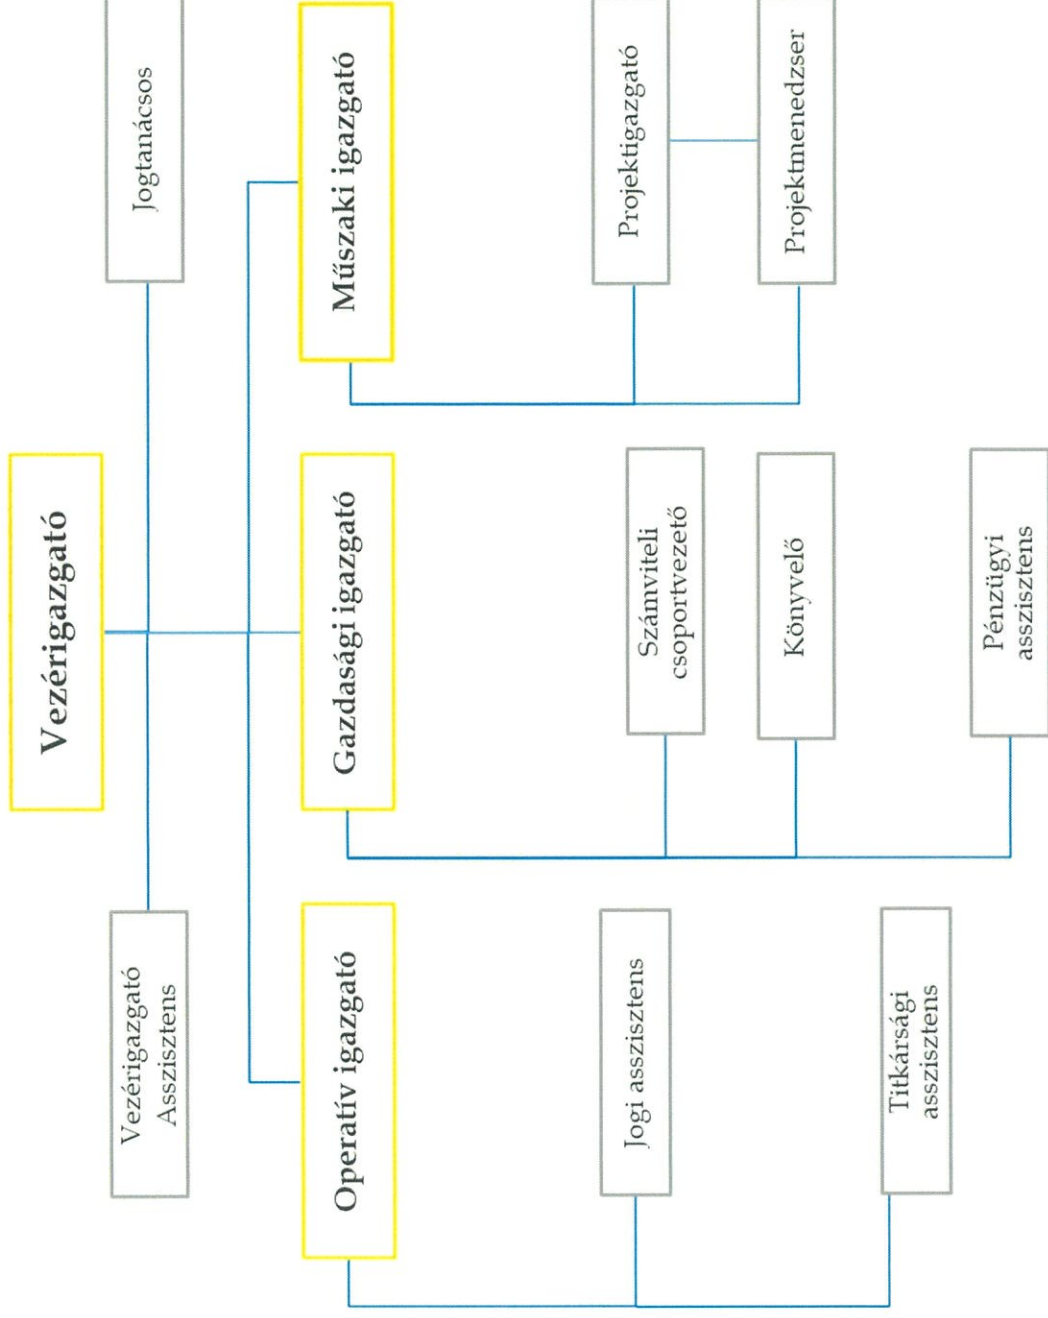 Vezérigazgató
Vezérigazgató
Asszisztens
Jogtanácsos
Operatív igazgató
Gazdasági igazgató
Műszaki igazgató
Jogi asszisztens
Titkársági
asszisztens
Számviteli
csoportvezető
Könyvelő
Pénzügyi
asszisztens
Projektigazgató
Projektmenedzser